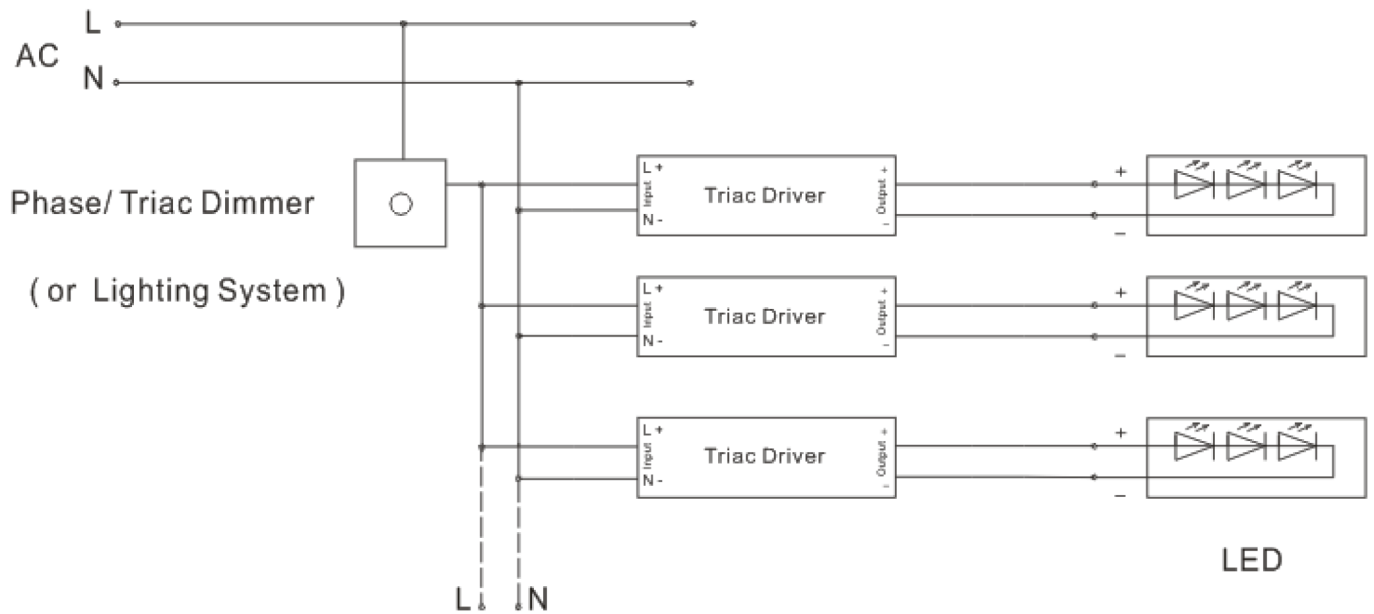 L
AC
N
Phase/ Triac Dimmer
( or Lighting System )
L +
Input
N -
Triac Driver
+
Output
-
+
-
L +
Input
N -
Triac Driver
+
Output
-
+
-
L +
Input
N -
Triac Driver
+
Output
-
+
-
LED
L N